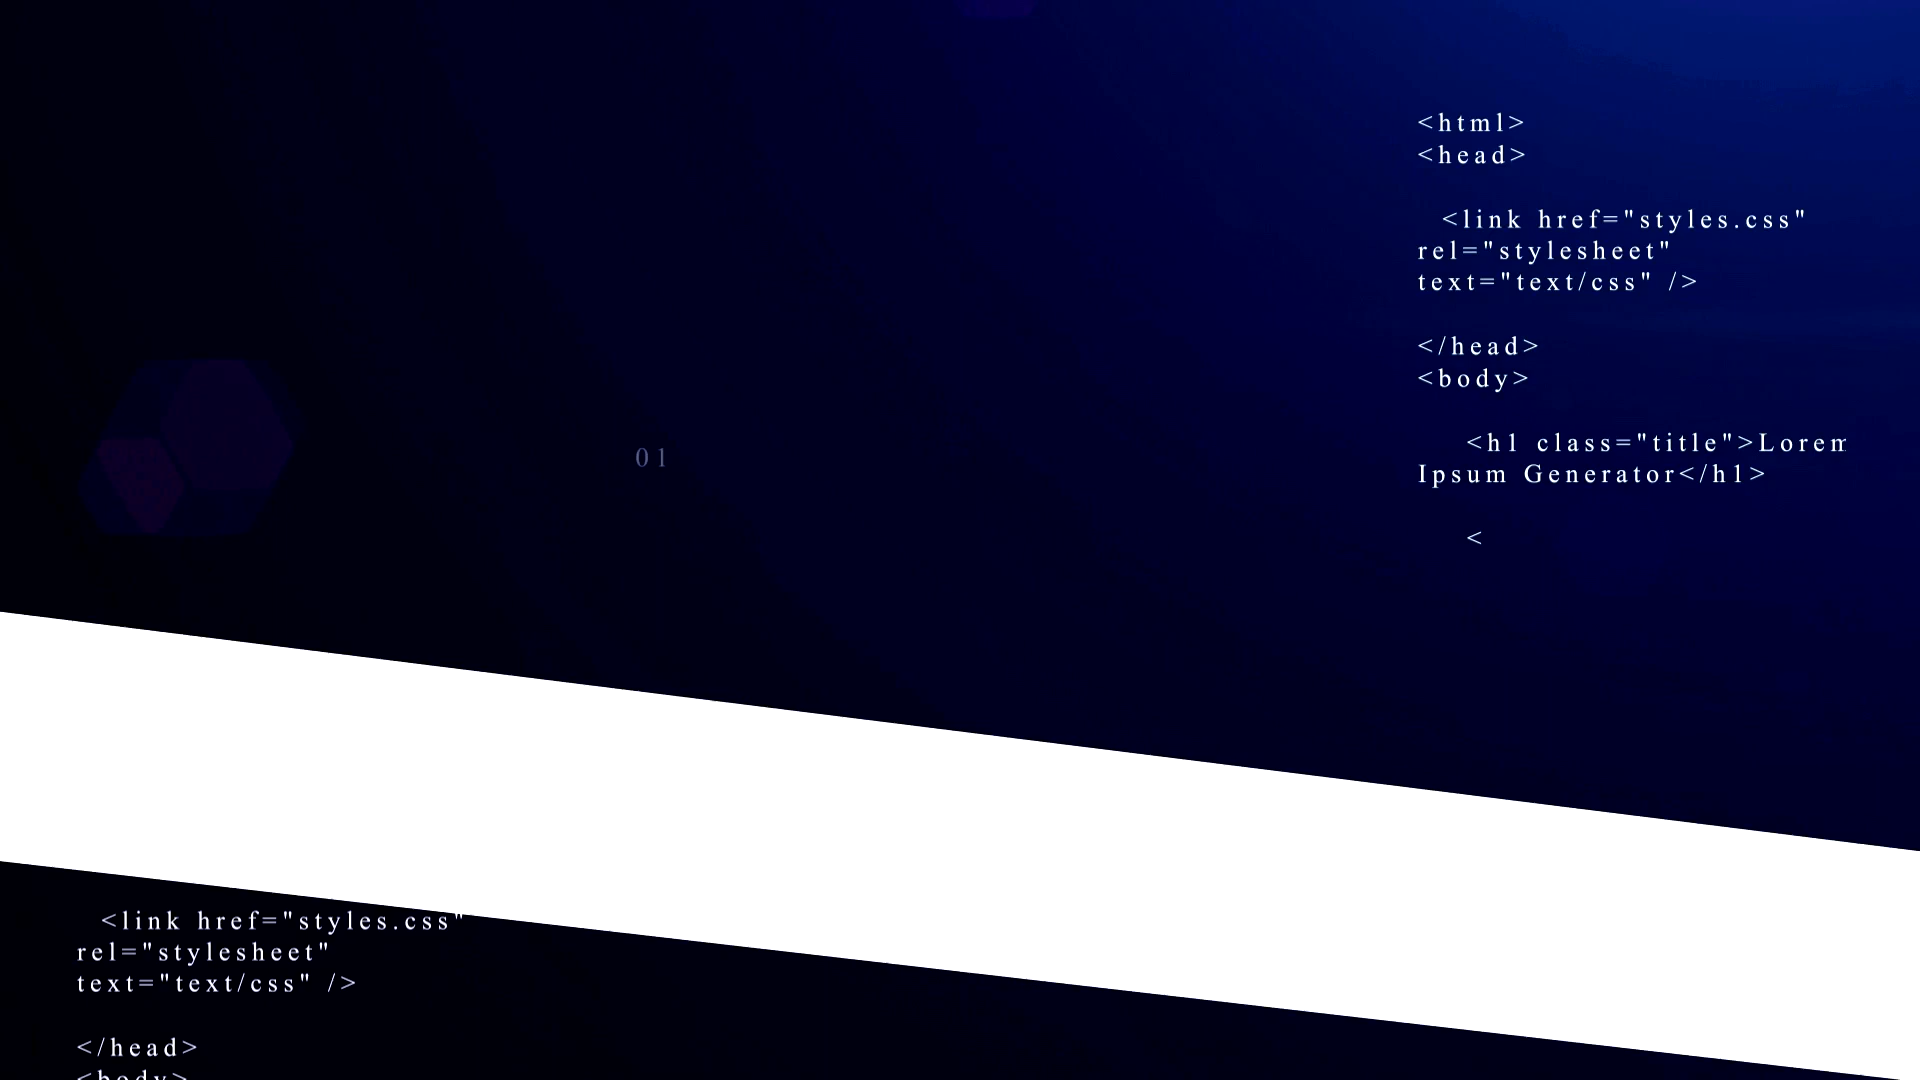 <html>
<head>
<link href="styles.css"
rel="stylesheet"
text="text/css" />
</head>
<body>
<h1 class="title">Lorem
Ipsum Generator</h1>
<
01
<link href="styles.css"
rel="stylesheet"
text="text/css" />
</head>
<body>